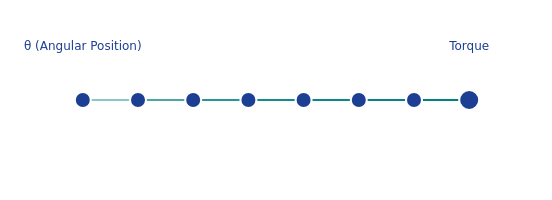 θ (Angular Position)
Torque